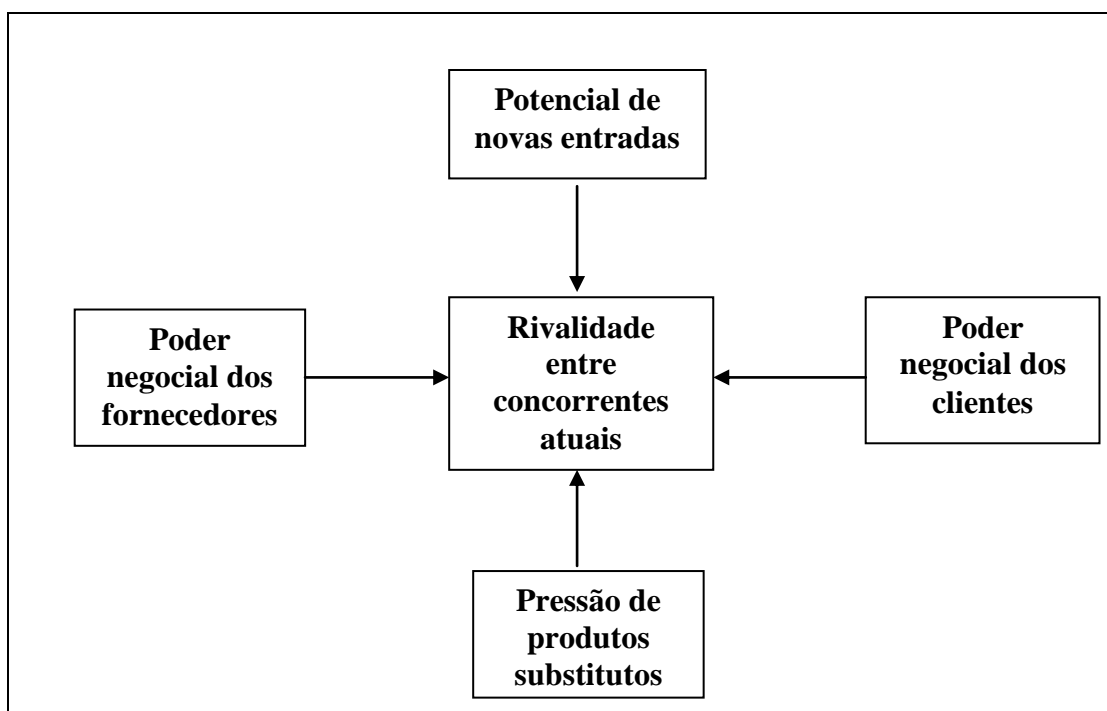 Potencial de
novas entradas
Poder
negocial dos
fornecedores
Rivalidade
entre
concorrentes
atuais
Poder
negocial dos
clientes
Pressão de
produtos
substitutos